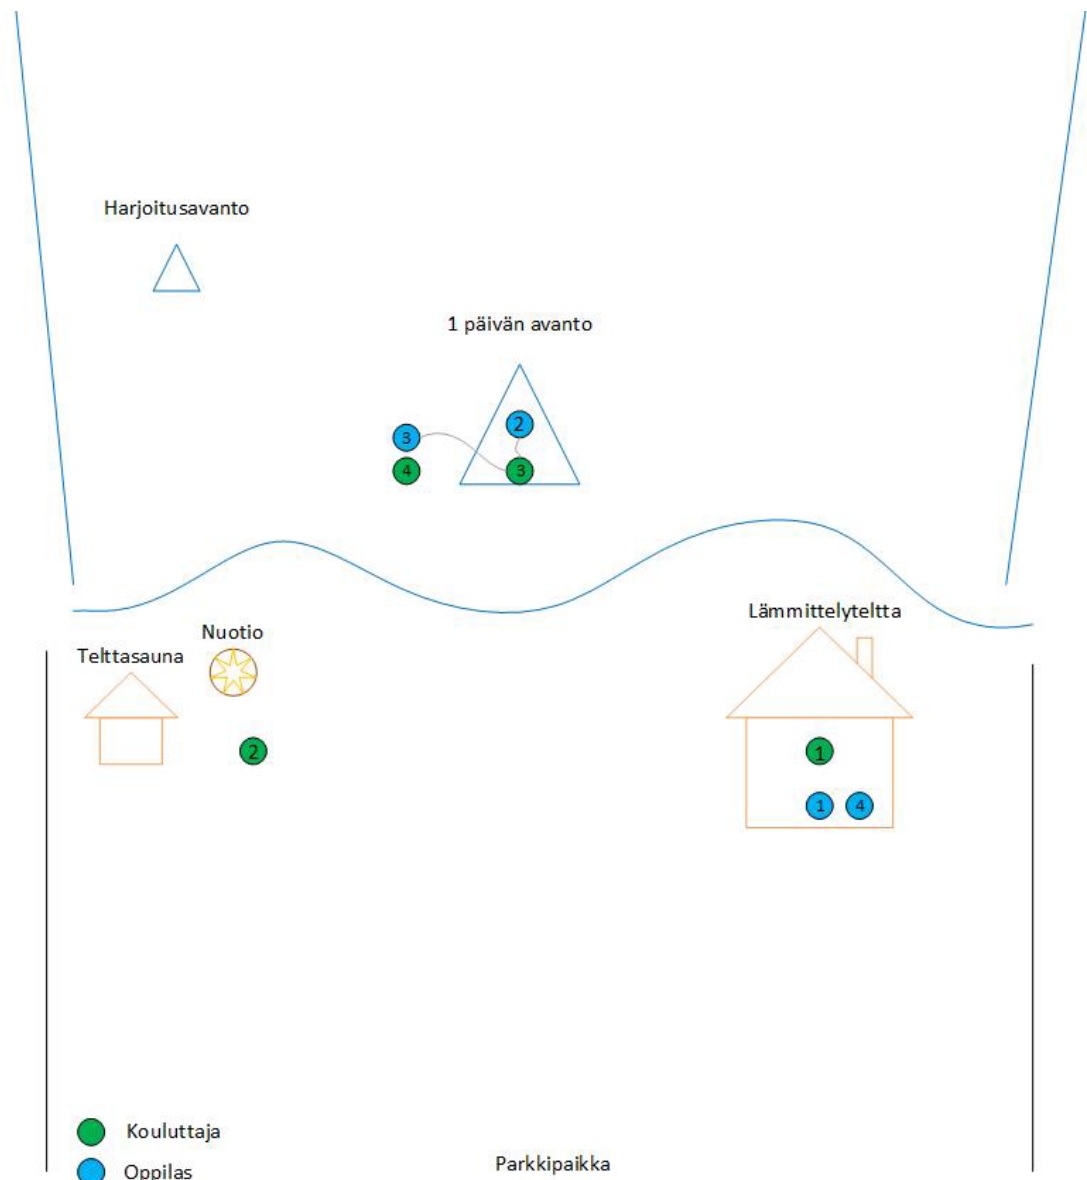 Harjoitusavanto
1 päivän avanto
2
3
4
3
Lämmittelyteltta
Nuotio
Telttasauna
2
1
1 4
Kouluttaja
Oppilas
Parkkipaikka